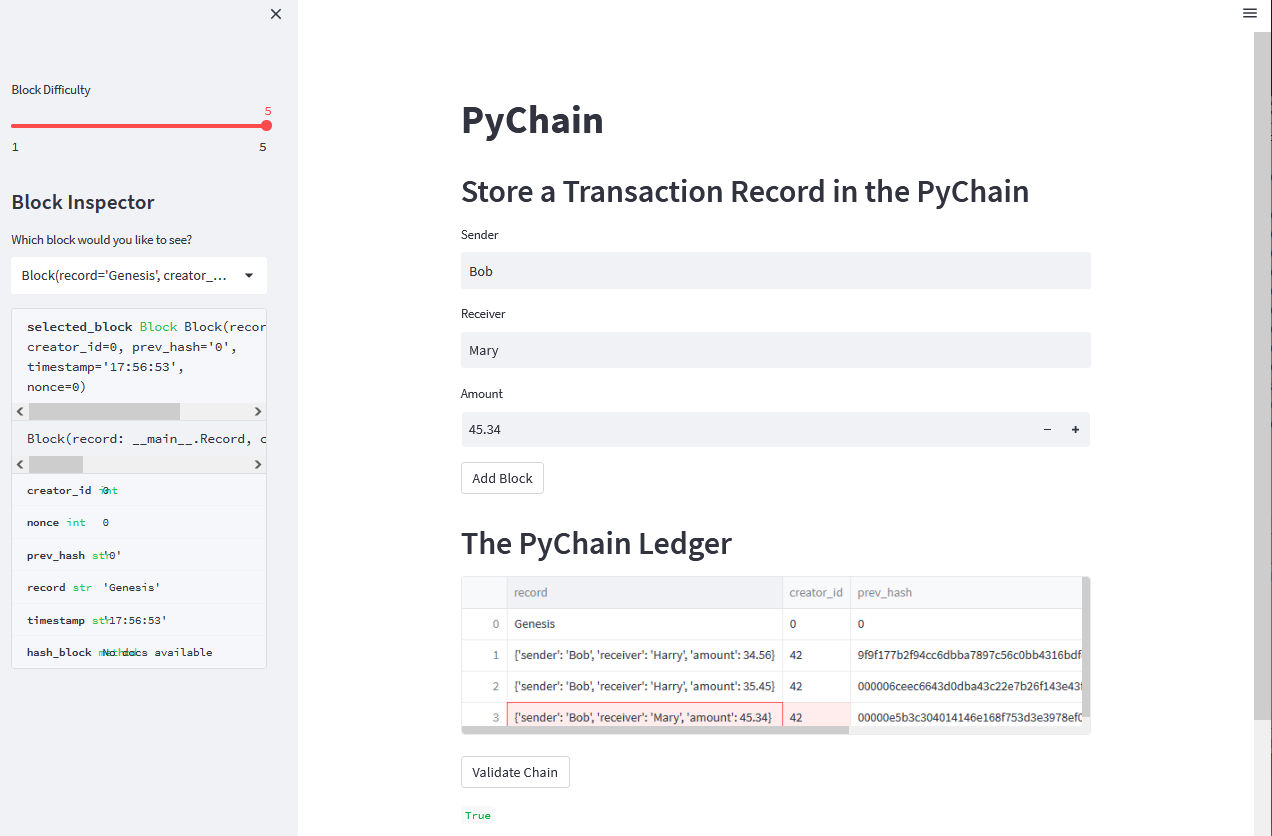 Block Difficulty
5
1 5
Block Inspector
Which block would you like to see?
Block(record='Genesis', creator_...
selected_block Block Block(recor
creator_id=0, prev_hash='0',
timestamp='17:56:53',
nonce=0)
Block(record: __main__.Record, c
creator_id int 0
nonce int 0
prev_hash str '0'
record str 'Genesis'
timestamp str '17:56:53'
hash_block method No docs available
PyChain
Store a Transaction Record in the PyChain
Sender
Bob
Receiver
Mary
Amount
45.34 − +
Add Block
The PyChain Ledger
record creator_id prev_hash
0 Genesis 0 0
1 {'sender': 'Bob', 'receiver': 'Harry', 'amount': 34.56} 42 9f9f177b2f94cc6dbba7897c56c0bb4316bdf
2 {'sender': 'Bob', 'receiver': 'Harry', 'amount': 35.45} 42 000006ceec6643d0dba43c22e7b26f143e43
3 {'sender': 'Bob', 'receiver': 'Mary', 'amount': 45.34} 42 00000e5b3c304014146e168f753d3e3978ef0
Validate Chain
True